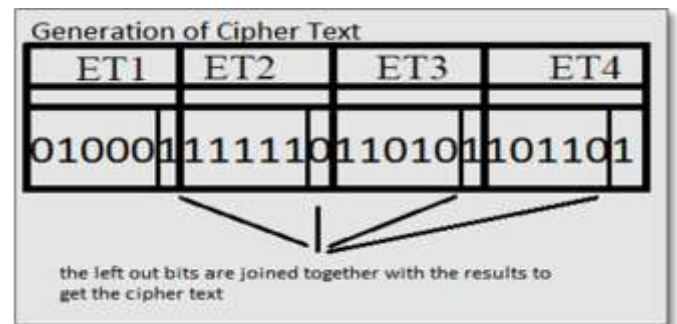 Generation of Cipher Text
ET1 ET2 ET3 ET4
010001 111110 110101 101101
the left out bits are joined together with the results to
get the cipher text